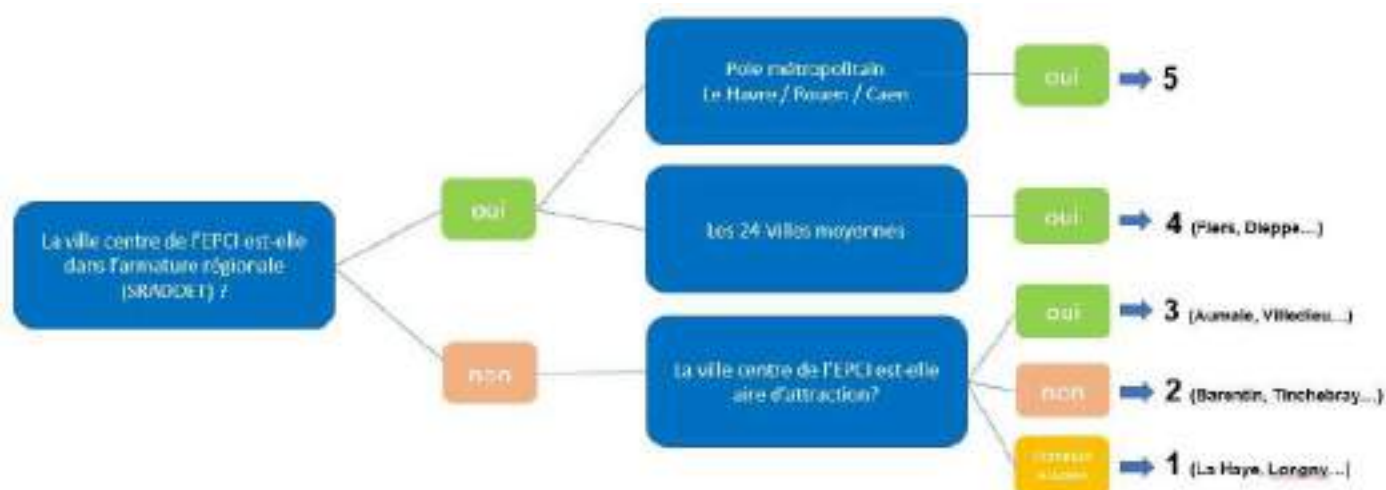 La ville centre de l'EPCI est-elle
dans l'armature régionale
(SRADDET) ?
oui
non
Pole métropolitain
Le Havre / Rouen / Caen
Les 24 Villes moyennes
La ville centre de l'EPCI est-elle
aire d'attraction?
oui
5
oui
4 (Flers, Dieppe...)
oui
3 (Aumale, Villedieu...)
non
2 (Barentin, Tinchebray...)
1 (La Haye, Longny...)